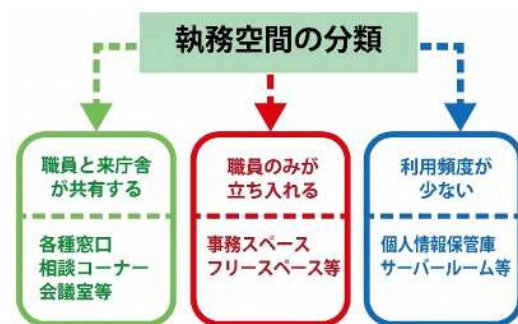 執務空間の分類
職員と来庁舎
が共有する
各種窓口
相談コーナー
会議室等
職員のみが
立ち入れる
事務スペース
フリースペース等
利用頻度が
少ない
個人情報保管庫
サーバールーム等